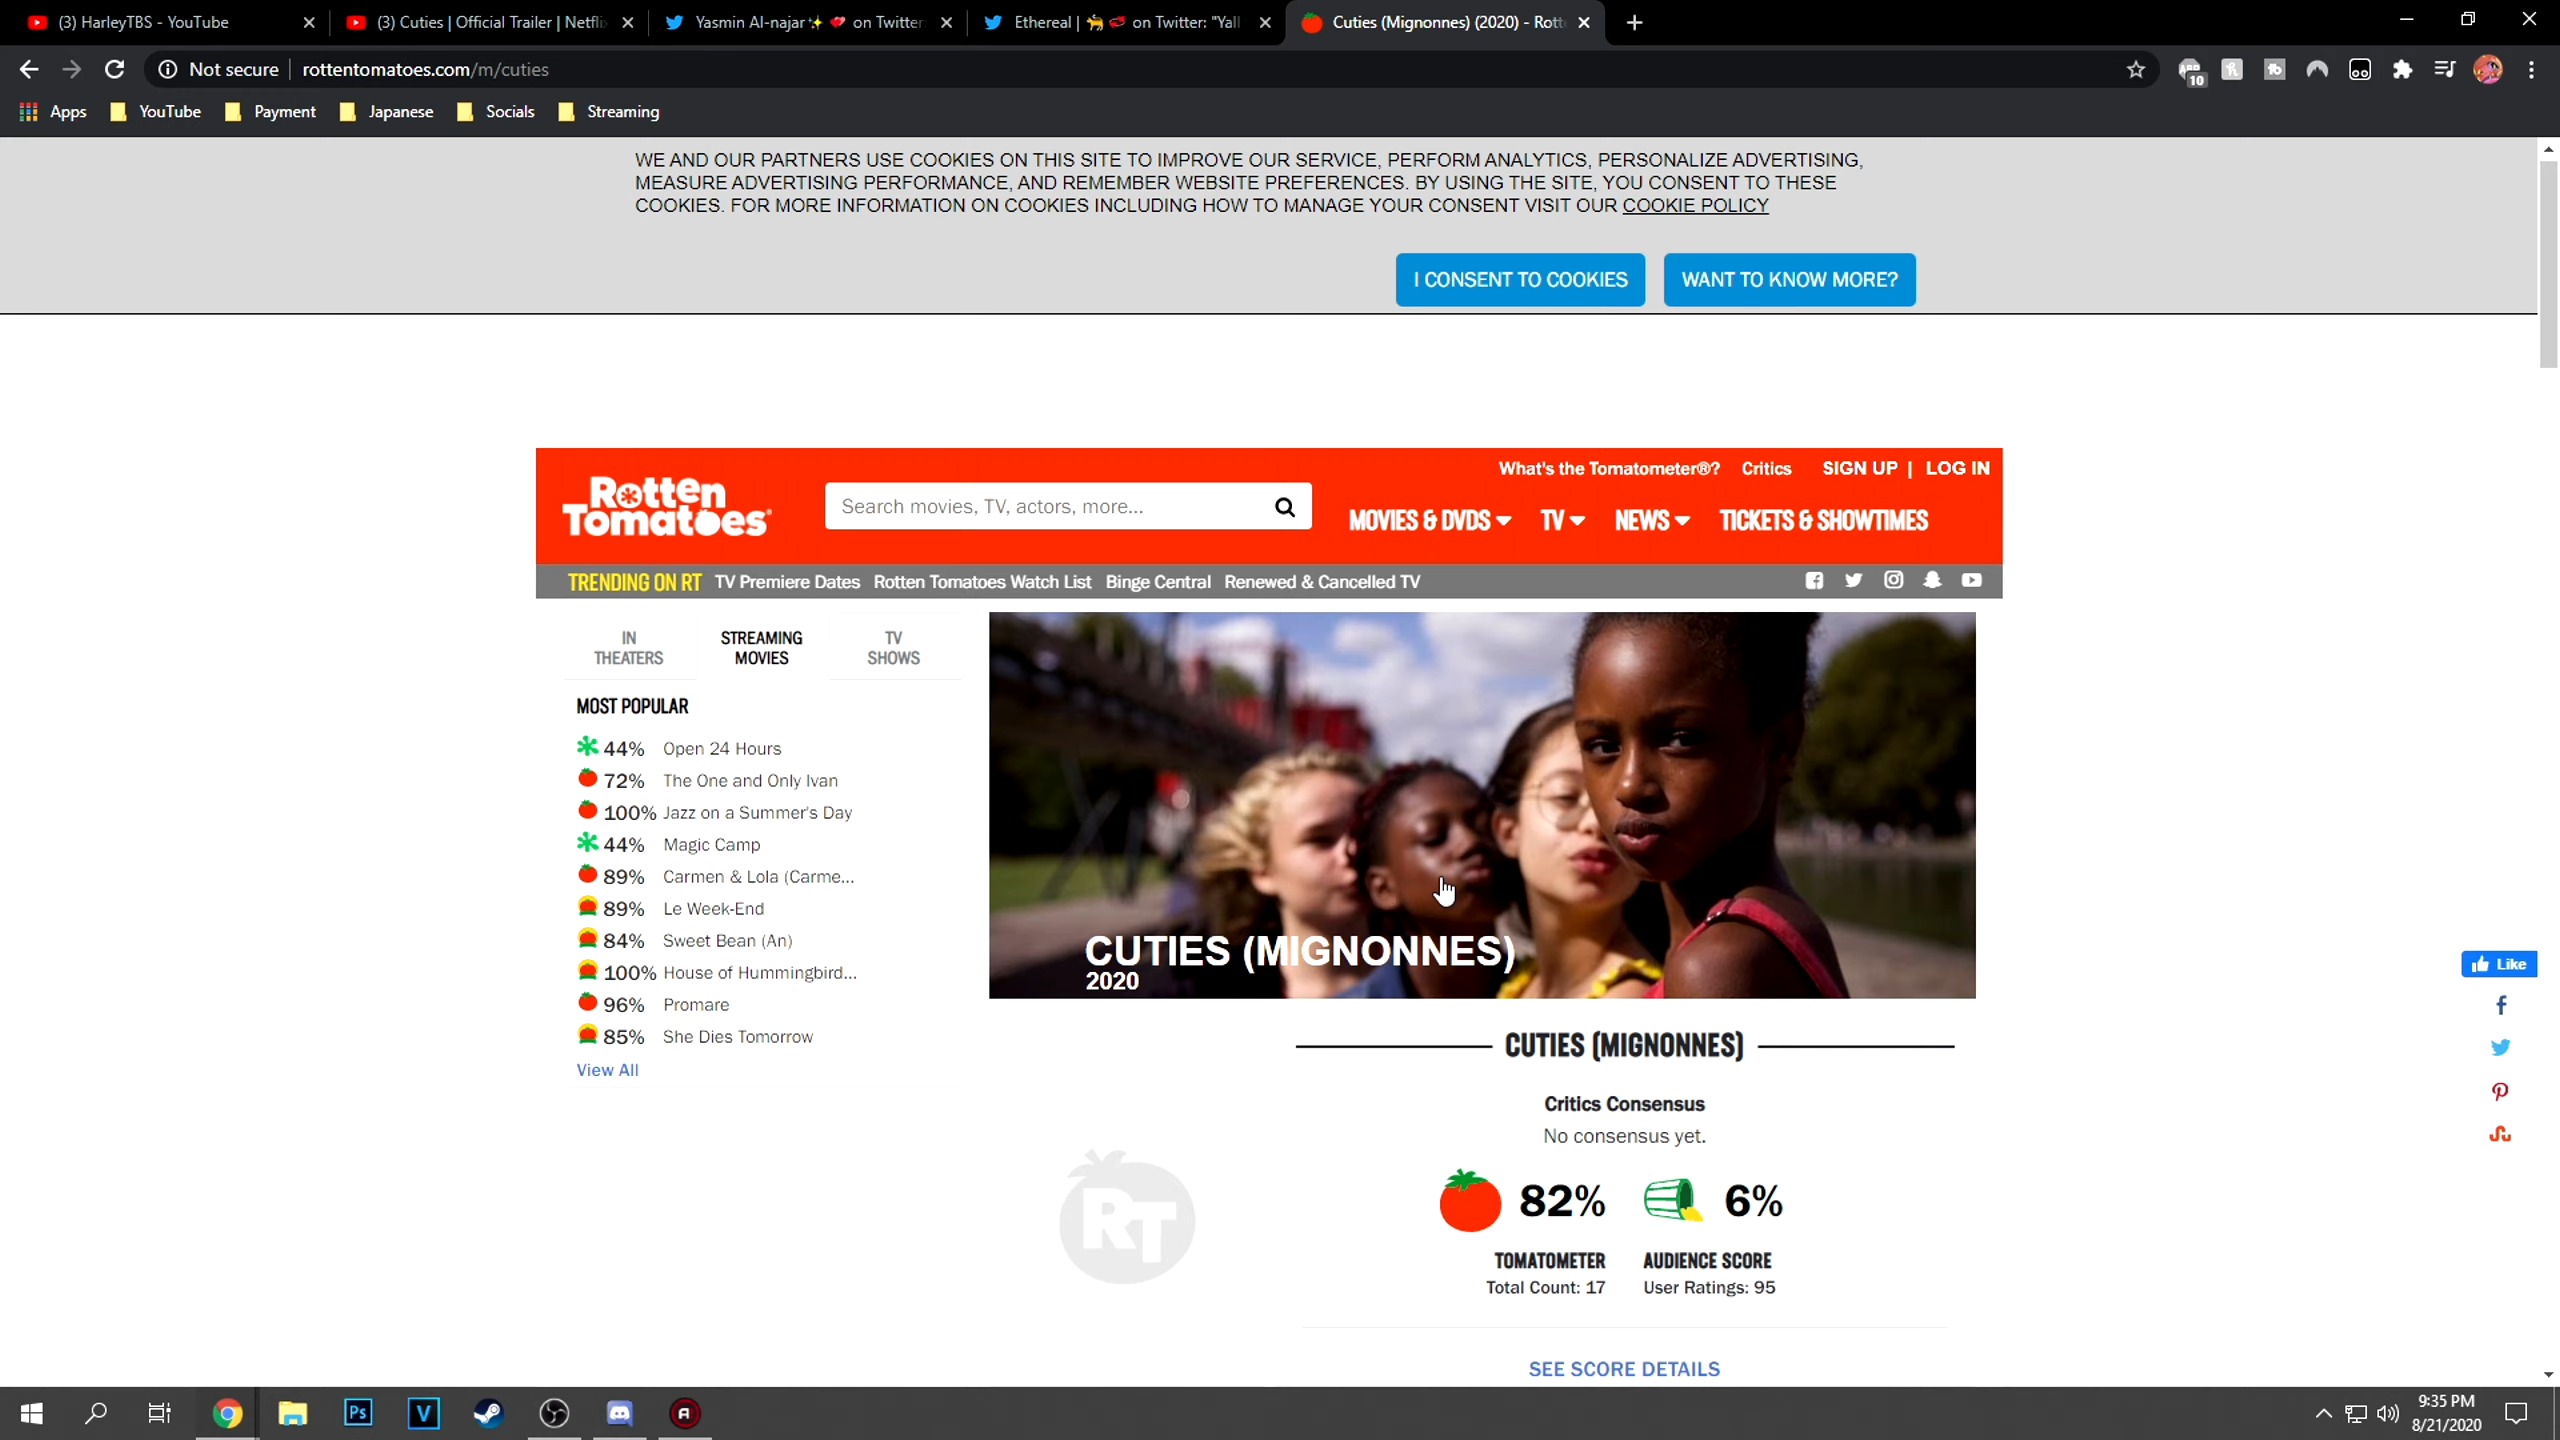 (3) HarleyTBS - YouTube
(3) Cuties | Official Trailer | Netfli
Yasmin Al-najar✨ 💗 on Twitter
Ethereal | 🐈 💋 on Twitter: "Yall
Cuties (Mignonnes) (2020) - Rott
Not secure
rottentomatoes.com/m/cuties
10
Apps
YouTube
Payment
Japanese
Socials
Streaming
WE AND OUR PARTNERS USE COOKIES ON THIS SITE TO IMPROVE OUR SERVICE, PERFORM ANALYTICS, PERSONALIZE ADVERTISING,
MEASURE ADVERTISING PERFORMANCE, AND REMEMBER WEBSITE PREFERENCES. BY USING THE SITE, YOU CONSENT TO THESE
COOKIES. FOR MORE INFORMATION ON COOKIES INCLUDING HOW TO MANAGE YOUR CONSENT VISIT OUR COOKIE POLICY
I CONSENT TO COOKIES
WANT TO KNOW MORE?
What's the Tomatometer®?
Critics
SIGN UP | LOG IN
Rotten
Tomatoes
Search movies, TV, actors, more...
MOVIES & DVDS
TV
NEWS
TICKETS & SHOWTIMES
TRENDING ON RT
TV Premiere Dates
Rotten Tomatoes Watch List
Binge Central
Renewed & Cancelled TV
IN
THEATERS
STREAMING
MOVIES
TV
SHOWS
MOST POPULAR
44% Open 24 Hours
72% The One and Only Ivan
100% Jazz on a Summer's Day
44% Magic Camp
89% Carmen & Lola (Carme...
89% Le Week-End
84% Sweet Bean (An)
100% House of Hummingbird...
96% Promare
85% She Dies Tomorrow
View All
CUTIES (MIGNONNES)
2020
Like
CUTIES (MIGNONNES)
Critics Consensus
No consensus yet.
RT
82%
6%
TOMATOMETER
AUDIENCE SCORE
Total Count: 17
User Ratings: 95
SEE SCORE DETAILS
Ps
V
9:35 PM
8/21/2020